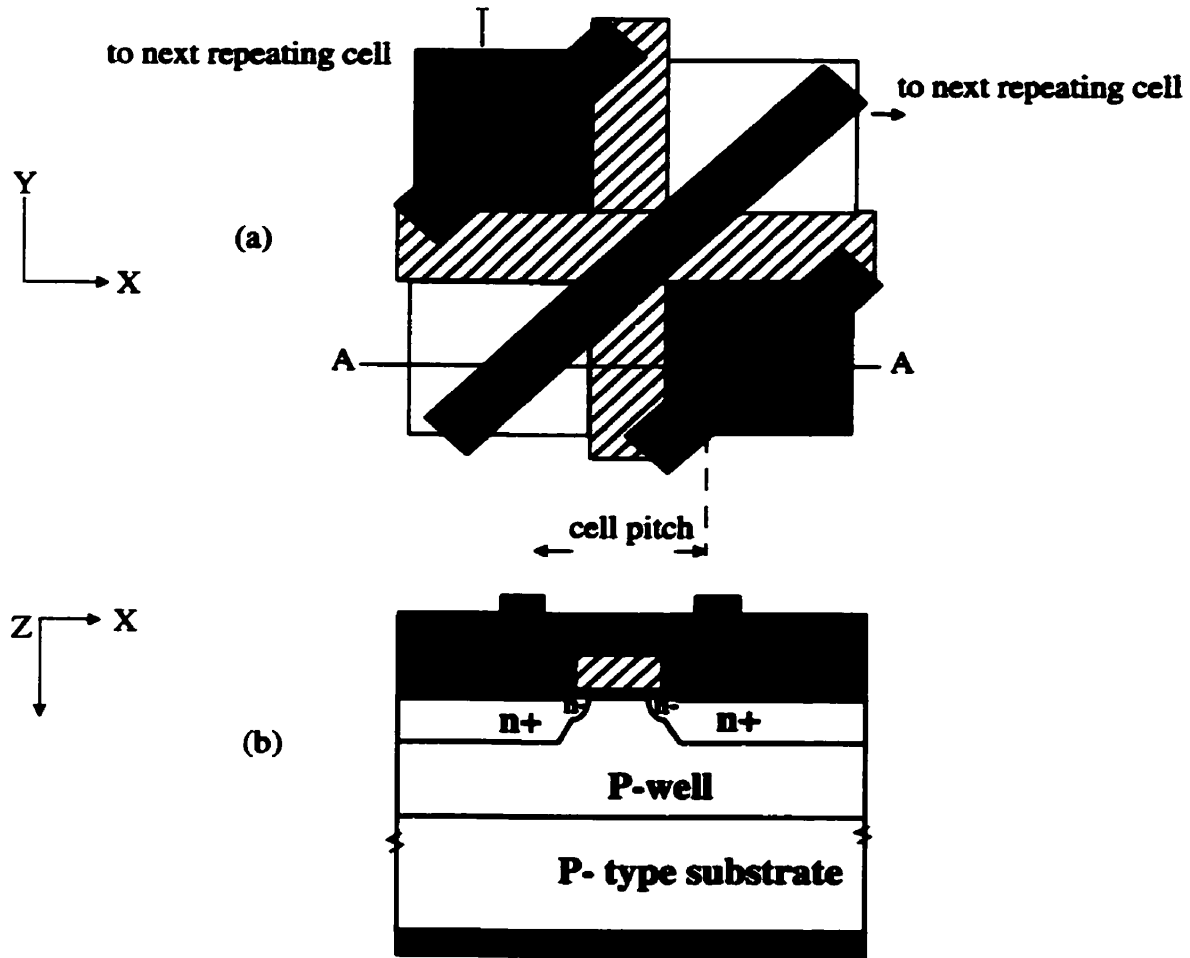 to next repeating cell
to next repeating cell
Y
X
(a)
A
A
cell pitch
Z
X
n-
n-
n+
n+
(b)
P-well
P- type substrate